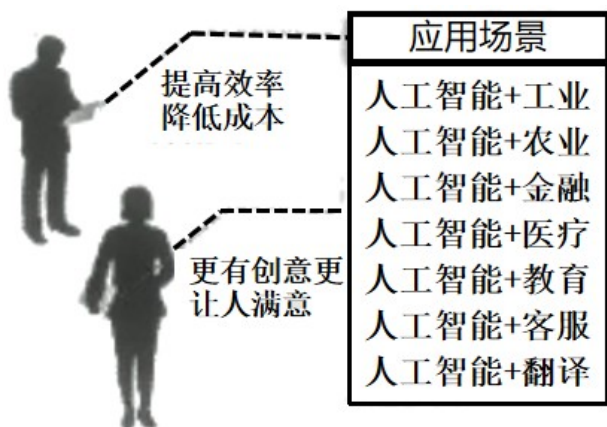 应用场景
提高效率
降低成本
人工智能+工业
人工智能+农业
人工智能+金融
人工智能+医疗
人工智能+教育
人工智能+客服
人工智能+翻译
更有创意更
让人满意